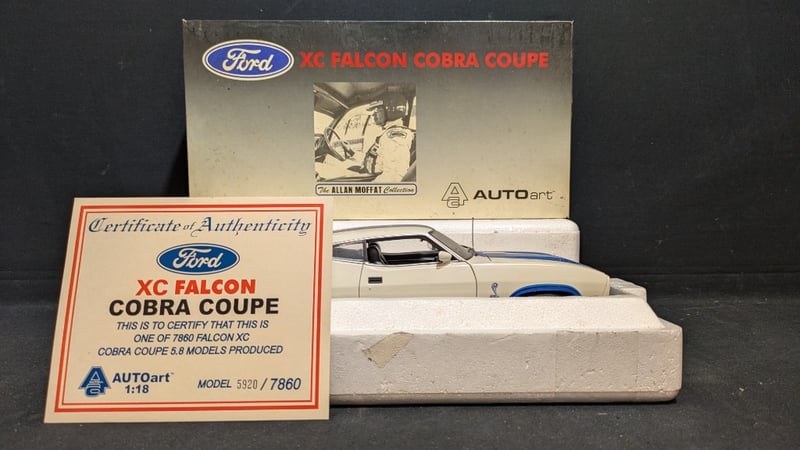 Ford
XC FALCON COBRA COUPE
The ALLAN MOFFAT Collection
AUTOart™
Certificate of Authenticity
Ford
XC FALCON
COBRA COUPE
THIS IS TO CERTIFY THAT THIS IS
ONE OF 7860 FALCON XC
COBRA COUPE 5.8 MODELS PRODUCED
AUTOart™
1:18
MODEL 5920 / 7860